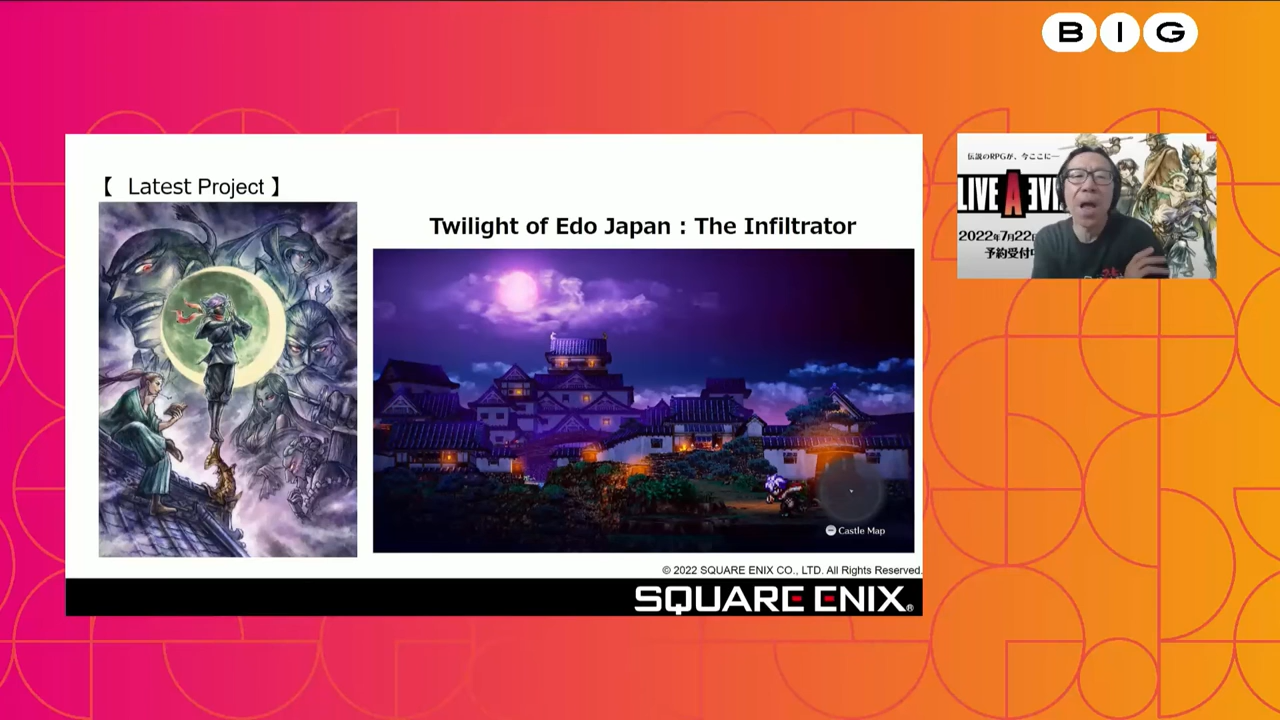 BIG
【 Latest Project 】
Twilight of Edo Japan : The Infiltrator
Castle Map
© 2022 SQUARE ENIX CO., LTD. All Rights Reserved.
SQUARE ENIX®
伝説のRPGが、今ここに―
LIVE A EVI
2022年7月22
予約受付中